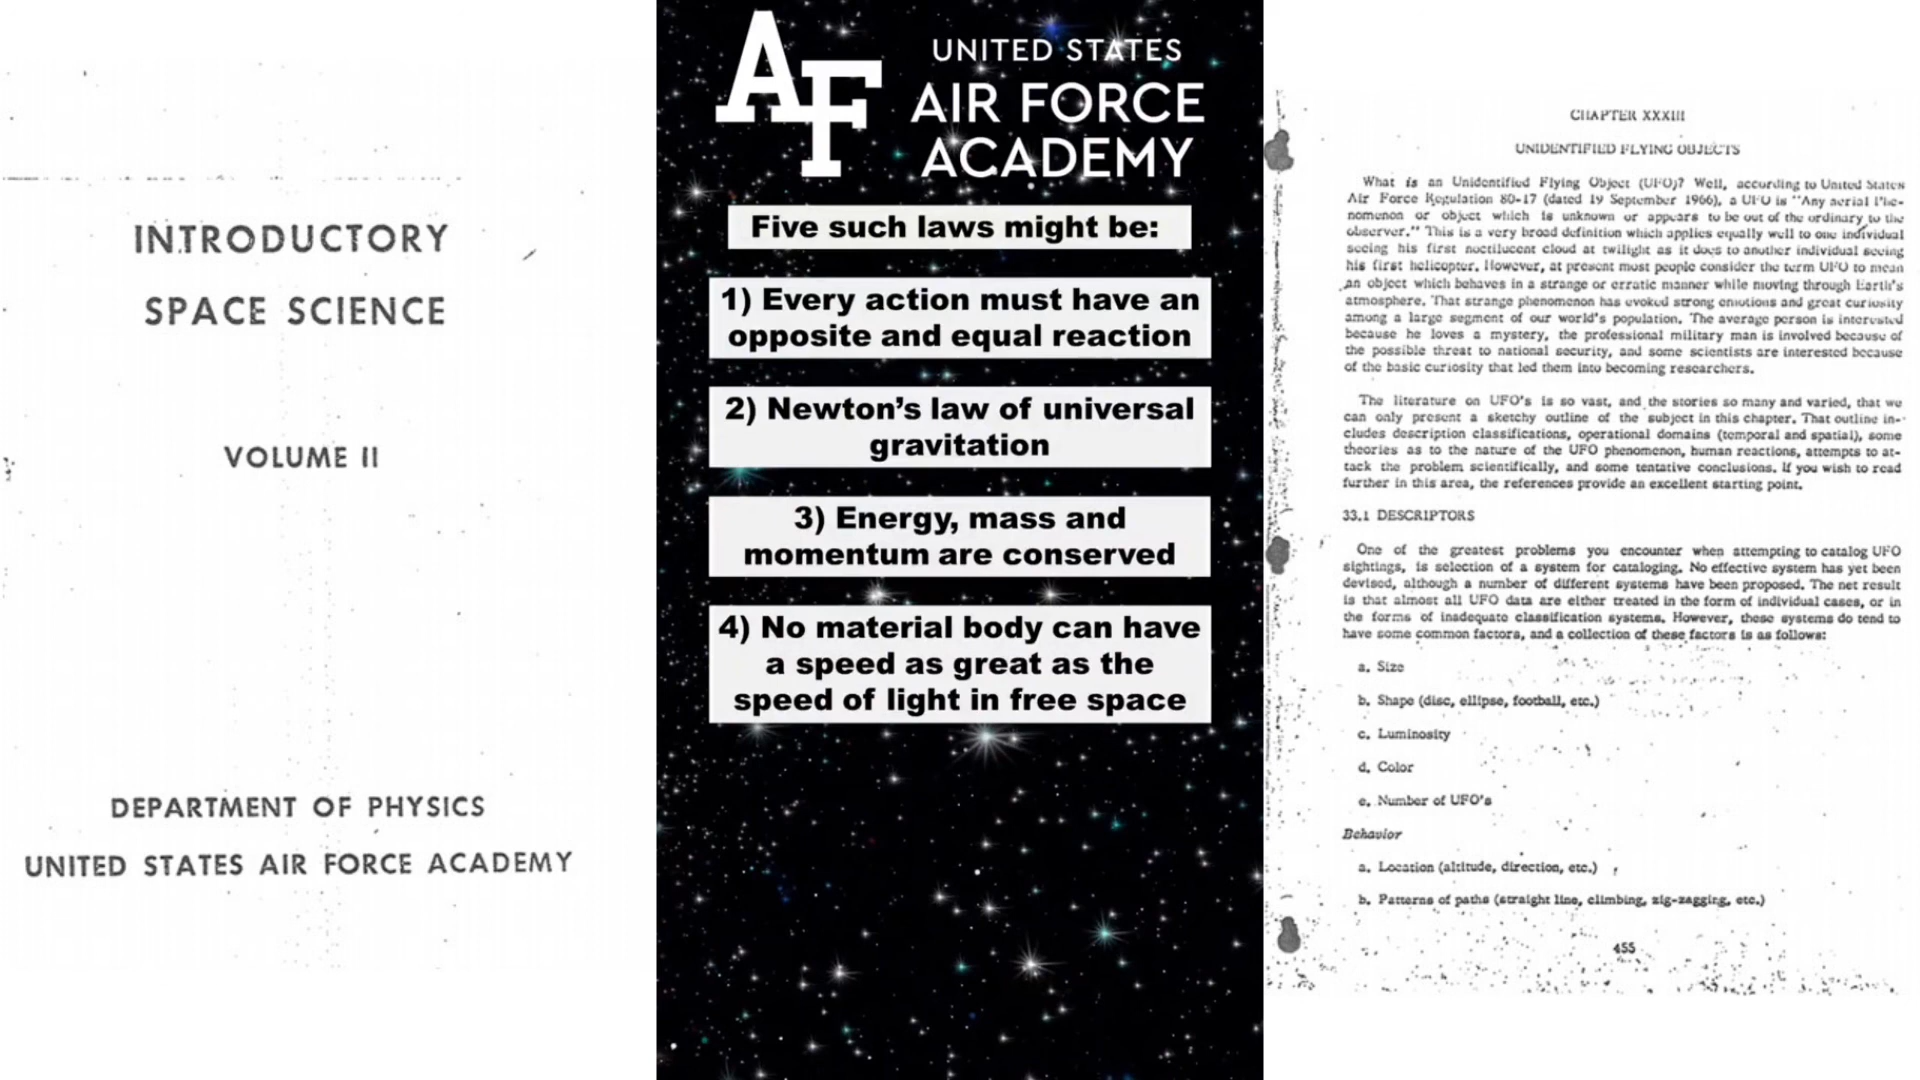 INTRODUCTORY
SPACE SCIENCE
VOLUME II
DEPARTMENT OF PHYSICS
UNITED STATES AIR FORCE ACADEMY
AF
UNITED STATES
AIR FORCE
ACADEMY
Five such laws might be:
1) Every action must have an
opposite and equal reaction
2) Newton's law of universal
gravitation
3) Energy, mass and
momentum are conserved
4) No material body can have
a speed as great as the
speed of light in free space
CHAPTER XXXIII
UNIDENTIFIED FLYING OBJECTS
What is an Unidentified Flying Object (UFO)? Well, according to United States
Air Force Regulation 80-17 (dated 19 September 1966), a UFO is "Any aerial Phe-
nomenon or object which is unknown or appears to be out of the ordinary to the
observer." This is a very broad definition which applies equally well to one individual
seeing his first noctilucent cloud at twilight as it does to another individual seeing
his first helicopter. However, at present most people consider the term UFO to mean
an object which behaves in a strange or erratic manner while moving through Earth's
atmosphere. That strange phenomenon has evoked strong emotions and great curiosity
among a large segment of our world's population. The average person is interested
because he loves a mystery, the professional military man is involved because of
the possible threat to national security, and some scientists are interested because
of the basic curiosity that led them into becoming researchers.
The literature on UFO's is so vast, and the stories so many and varied, that we
can only present a sketchy outline of the subject in this chapter. That outline in-
cludes description classifications, operational domains (temporal and spatial), some
theories as to the nature of the UFO phenomenon, human reactions, attempts to at-
tack the problem scientifically, and some tentative conclusions. If you wish to read
further in this area, the references provide an excellent starting point.
33.1 DESCRIPTORS
One of the greatest problems you encounter when attempting to catalog UFO
sightings, is selection of a system for cataloging. No effective system has yet been
devised, although a number of different systems have been proposed. The net result
is that almost all UFO data are either treated in the form of individual cases, or in
the forms of inadequate classification systems. However, these systems do tend to
have some common factors, and a collection of these factors is as follows:
a. Size
b. Shape (disc, ellipse, football, etc.)
c. Luminosity
d. Color
e. Number of UFO's
Behavior
a. Location (altitude, direction, etc.)
b. Patterns of paths (straight line, climbing, zig-zagging, etc.)
455